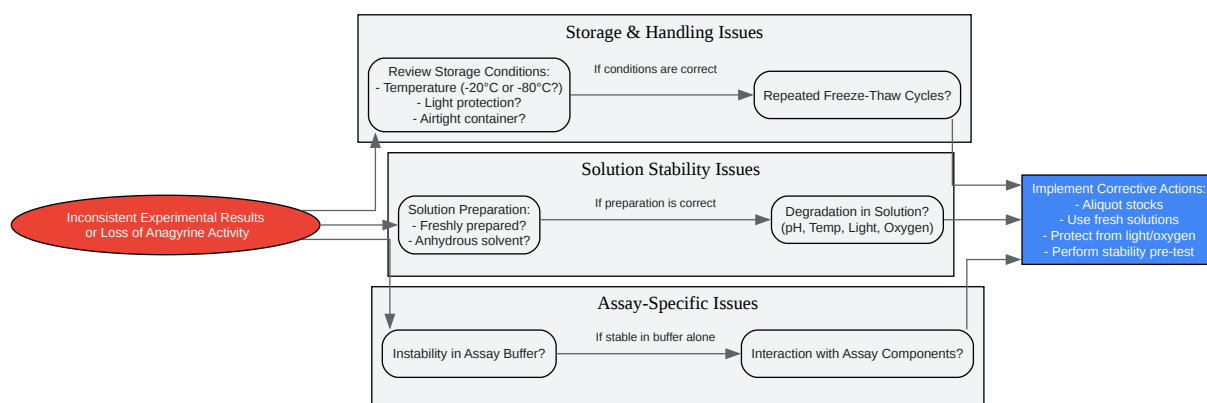 Storage & Handling Issues
Review Storage Conditions:
- Temperature (-20°C or -80°C?)
- Light protection?
- Airtight container?
If conditions are correct
Repeated Freeze-Thaw Cycles?
Solution Stability Issues
Inconsistent Experimental Results
or Loss of Anagyrine Activity
Solution Preparation:
- Freshly prepared?
- Anhydrous solvent?
If preparation is correct
Degradation in Solution?
(pH, Temp, Light, Oxygen)
Implement Corrective Actions:
- Aliquot stocks
- Use fresh solutions
- Protect from light/oxygen
- Perform stability pre-test
Assay-Specific Issues
Instability in Assay Buffer?
If stable in buffer alone
Interaction with Assay Components?